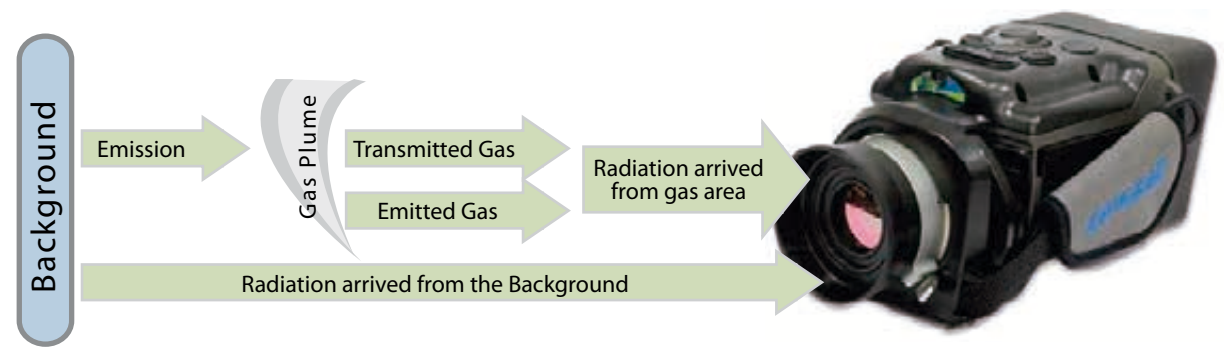 Background
Emission
Gas Plume
Transmitted Gas
Emitted Gas
Radiation arrived
from gas area
Radiation arrived from the Background